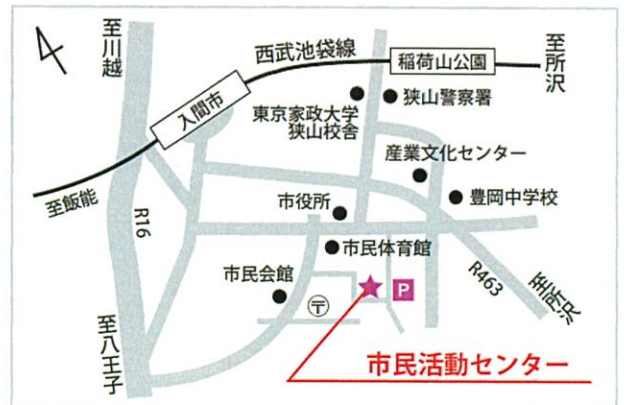 至川越
西武池袋線
稲荷山公園
至所沢
入間市
東京家政大学
狭山校舎
狭山警察署
産業文化センター
至飯能
市役所
豊岡中学校
R16
市民体育館
市民会館
R463
至所沢
〒
P
至八王子
市民活動センター